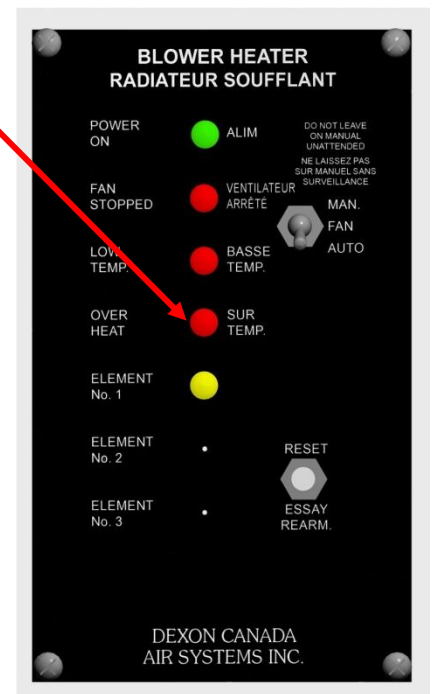 BLOWER HEATER
RADIATEUR SOUFFLANT
POWER
ON
ALIM
DO NOT LEAVE
ON MANUAL
UNATTENDED
NE LAISSEZ PAS
SUR MANUEL SANS
SURVEILLANCE
FAN
STOPPED
VENTILATEUR
ARRÊTÉ
MAN.
FAN
AUTO
LOW
TEMP.
BASSE
TEMP.
OVER
HEAT
SUR
TEMP.
ELEMENT
No. 1
ELEMENT
No. 2
RESET
ELEMENT
No. 3
ESSAY
REARM.
DEXON CANADA
AIR SYSTEMS INC.